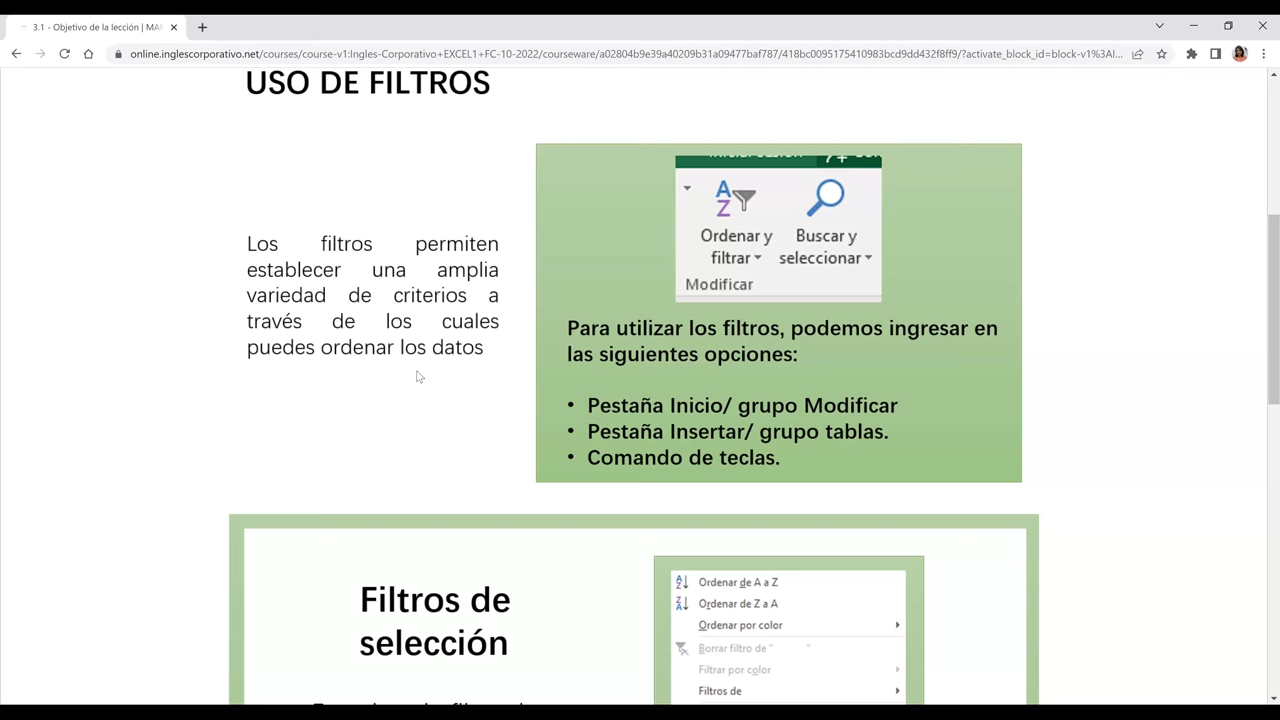 3.1 - Objetivo de la lección | MAN
online.inglescorporativo.net/courses/course-v1:Ingles-Corporativo+EXCEL1+FC-10-2022/courseware/a02804b9e39a40209b31a09477baf787/418bc0095175410983bcd9dd432f8ff9/?activate_block_id=block-v1%3AI...
USO DE FILTROS
Ordenar y
filtrar
Buscar y
seleccionar
Modificar
Los filtros permiten
establecer una amplia
variedad de criterios a
través de los cuales
puedes ordenar los datos
Para utilizar los filtros, podemos ingresar en
las siguientes opciones:
• Pestaña Inicio/ grupo Modificar
• Pestaña Insertar/ grupo tablas.
• Comando de teclas.
Filtros de
selección
Ordenar de A a Z
Ordenar de Z a A
Ordenar por color
Borrar filtro de " "
Filtrar por color
Filtros de